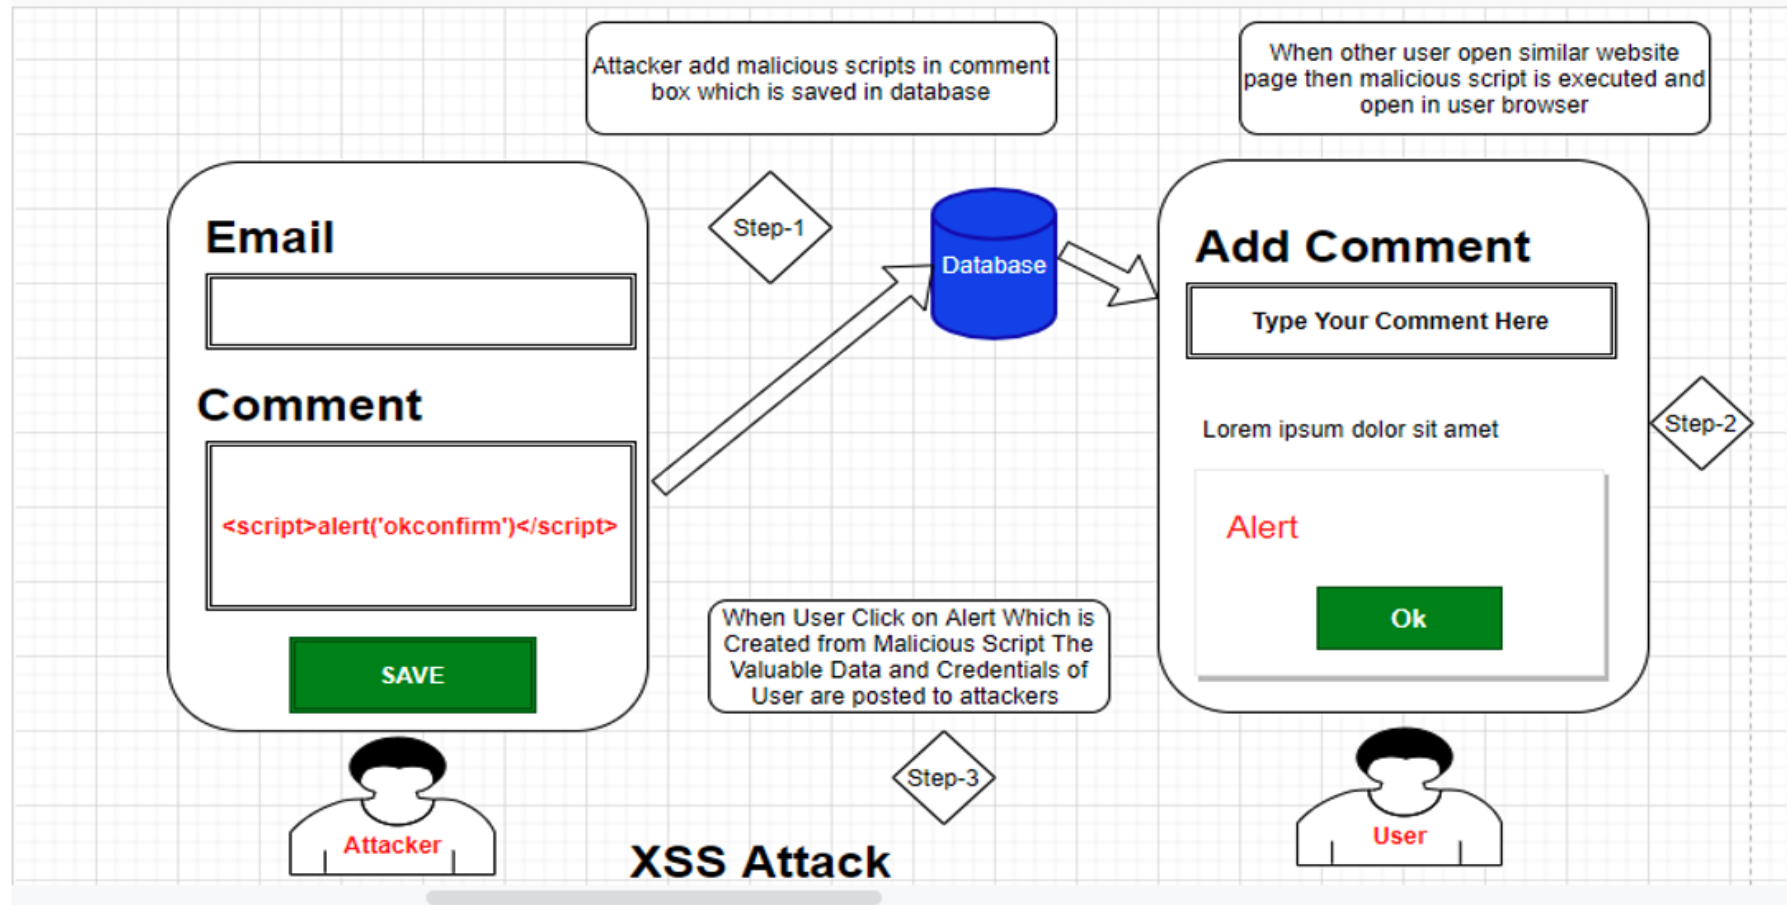 Attacker add malicious scripts in comment
box which is saved in database
When other user open similar website
page then malicious script is executed and
open in user browser
Step-1
Email
Database
Add Comment
Type Your Comment Here
Comment
Step-2
Lorem ipsum dolor sit amet
<script>alert('okconfirm')</script>
Alert
Ok
When User Click on Alert Which is
Created from Malicious Script The
Valuable Data and Credentials of
User are posted to attackers
SAVE
Step-3
Attacker
User
XSS Attack